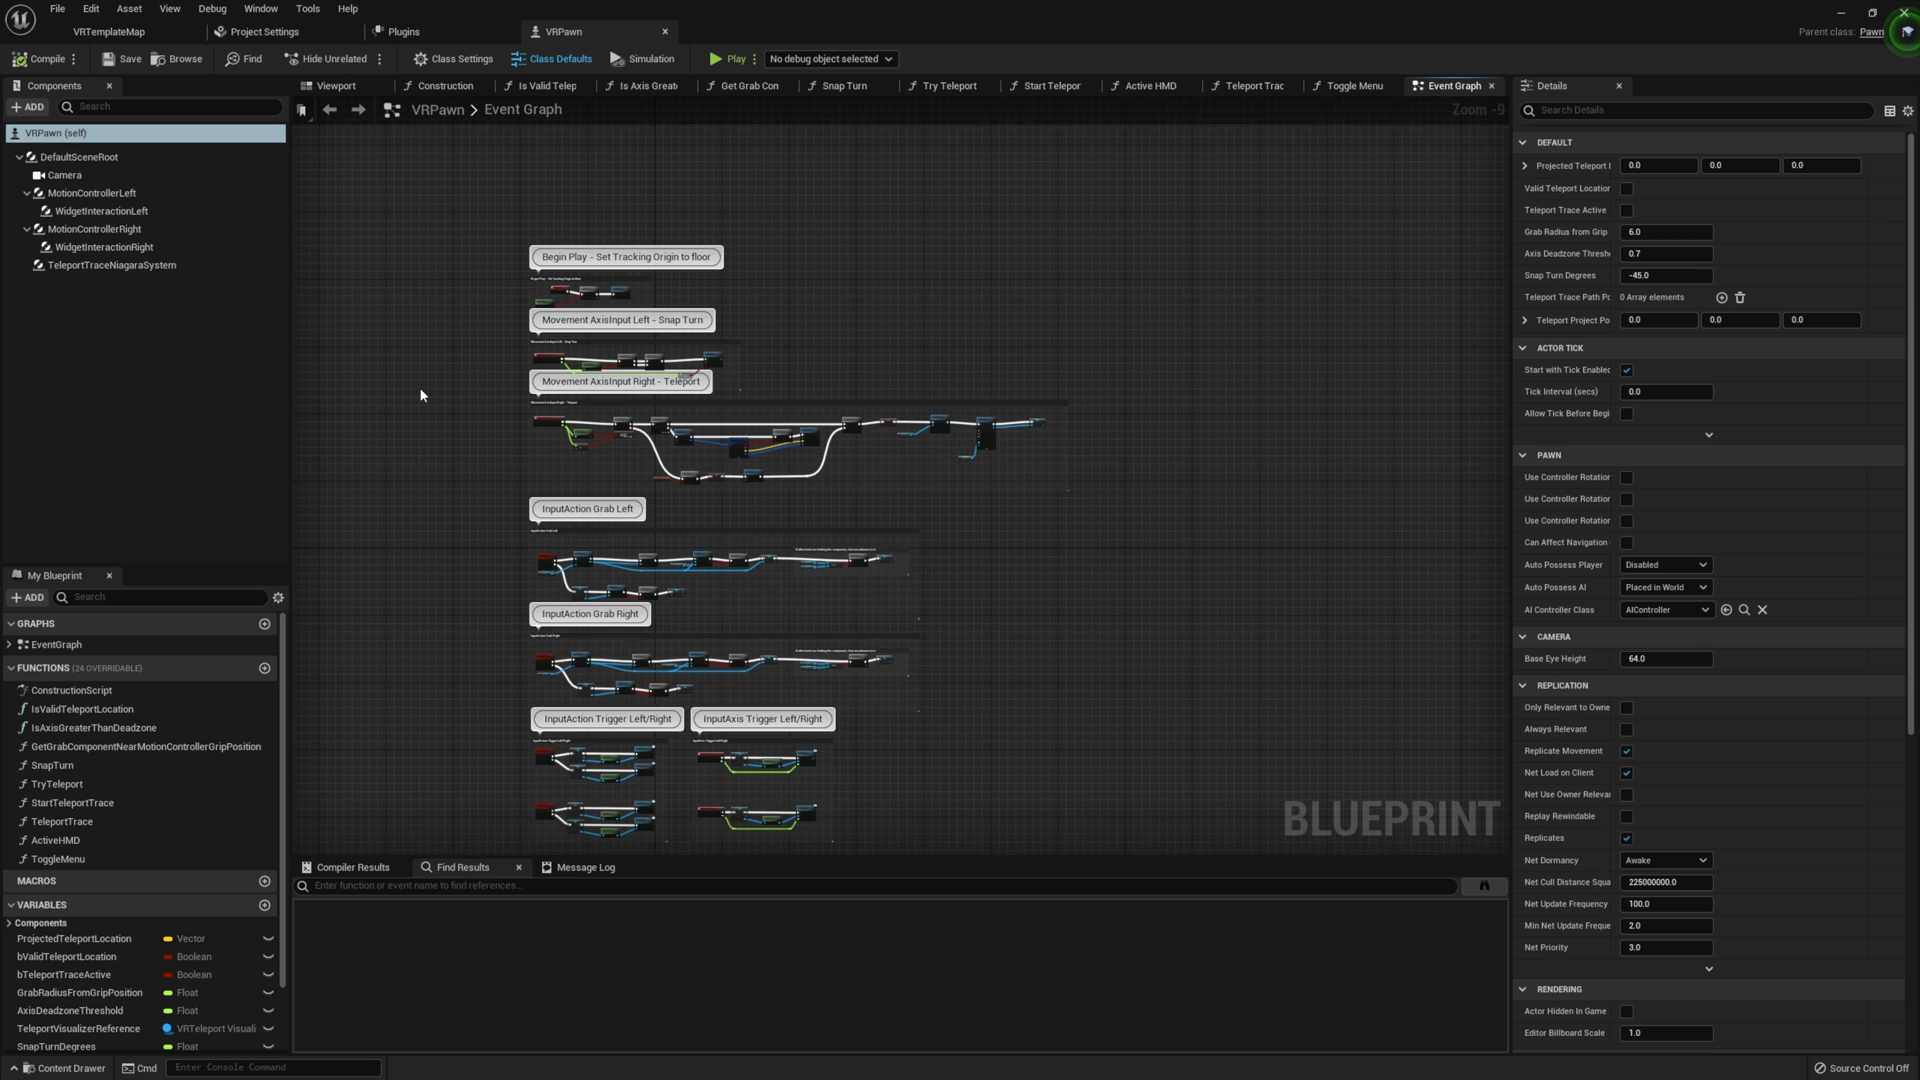 File Edit Asset View Debug Window Tools Help
VRTemplateMap Project Settings Plugins VRPawn
Parent class: Pawn
Compile Save Browse Find Hide Unrelated Class Settings Class Defaults Simulation Play No debug object selected
Components
ADD Search
VRPawn (self)
DefaultSceneRoot
Camera
MotionControllerLeft
WidgetInteractionLeft
MotionControllerRight
WidgetInteractionRight
TeleportTraceNiagaraSystem
My Blueprint
ADD Search
GRAPHS
EventGraph
FUNCTIONS (24 OVERRIDABLE)
ConstructionScript
IsValidTeleportLocation
IsAxisGreaterThanDeadzone
GetGrabComponentNearMotionControllerGripPosition
SnapTurn
TryTeleport
StartTeleportTrace
TeleportTrace
ActiveHMD
ToggleMenu
MACROS
VARIABLES
Components
ProjectedTeleportLocation Vector
bValidTeleportLocation Boolean
bTeleportTraceActive Boolean
GrabRadiusFromGripPosition Float
AxisDeadzoneThreshold Float
TeleportVisualizerReference VRTeleport Visuali
SnapTurnDegrees Float
Viewport Construction Is Valid Telep Is Axis Great Get Grab Con Snap Turn Try Teleport Start Telepor Active HMD Teleport Trac Toggle Menu Event Graph
VRPawn > Event Graph
Zoom -9
Begin Play - Set Tracking Origin to floor
Movement AxisInput Left - Snap Turn
Movement AxisInput Right - Teleport
InputAction Grab Left
InputAction Grab Right
InputAction Trigger Left/Right InputAxis Trigger Left/Right
BLUEPRINT
Compiler Results Find Results Message Log
Enter function or event name to find references...
Details
Search Details
DEFAULT
Projected Teleport l 0.0 0.0 0.0
Valid Teleport Location
Teleport Trace Active
Grab Radius from Grip 6.0
Axis Deadzone Thresh 0.7
Snap Turn Degrees -45.0
Teleport Trace Path Pc 0 Array elements
Teleport Project Po 0.0 0.0 0.0
ACTOR TICK
Start with Tick Enabled
Tick Interval (secs) 0.0
Allow Tick Before Begi
PAWN
Use Controller Rotation
Use Controller Rotation
Use Controller Rotation
Can Affect Navigation
Auto Possess Player Disabled
Auto Possess AI Placed in World
AI Controller Class AIController
CAMERA
Base Eye Height 64.0
REPLICATION
Only Relevant to Owne
Always Relevant
Replicate Movement
Net Load on Client
Net Use Owner Relevai
Replay Rewindable
Replicates
Net Dormancy Awake
Net Cull Distance Squa 225000000.0
Net Update Frequency 100.0
Min Net Update Freque 2.0
Net Priority 3.0
RENDERING
Actor Hidden In Game
Editor Billboard Scale 1.0
Content Drawer Cmd Enter Console Command
Source Control Off